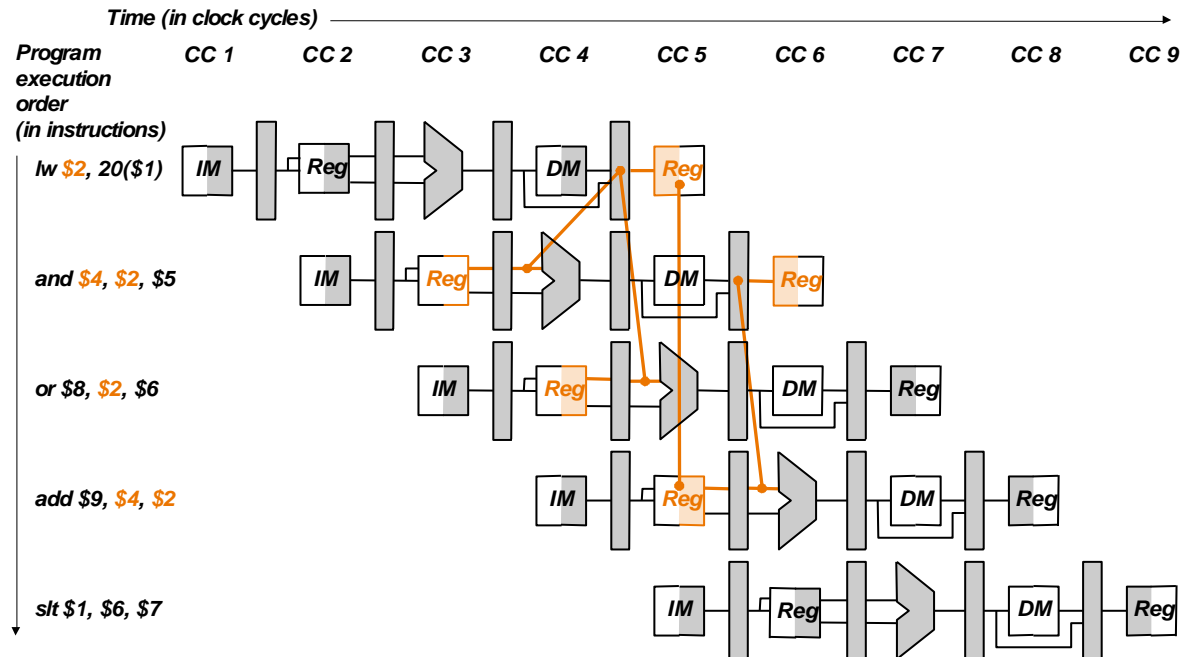 Time (in clock cycles)
Program
execution
order
(in instructions)
CC 1 CC 2 CC 3 CC 4 CC 5 CC 6 CC 7 CC 8 CC 9
lw $2, 20($1)
IM Reg DM Reg
and $4, $2, $5
IM Reg DM Reg
or $8, $2, $6
IM Reg DM Reg
add $9, $4, $2
IM Reg DM Reg
slt $1, $6, $7
IM Reg DM Reg